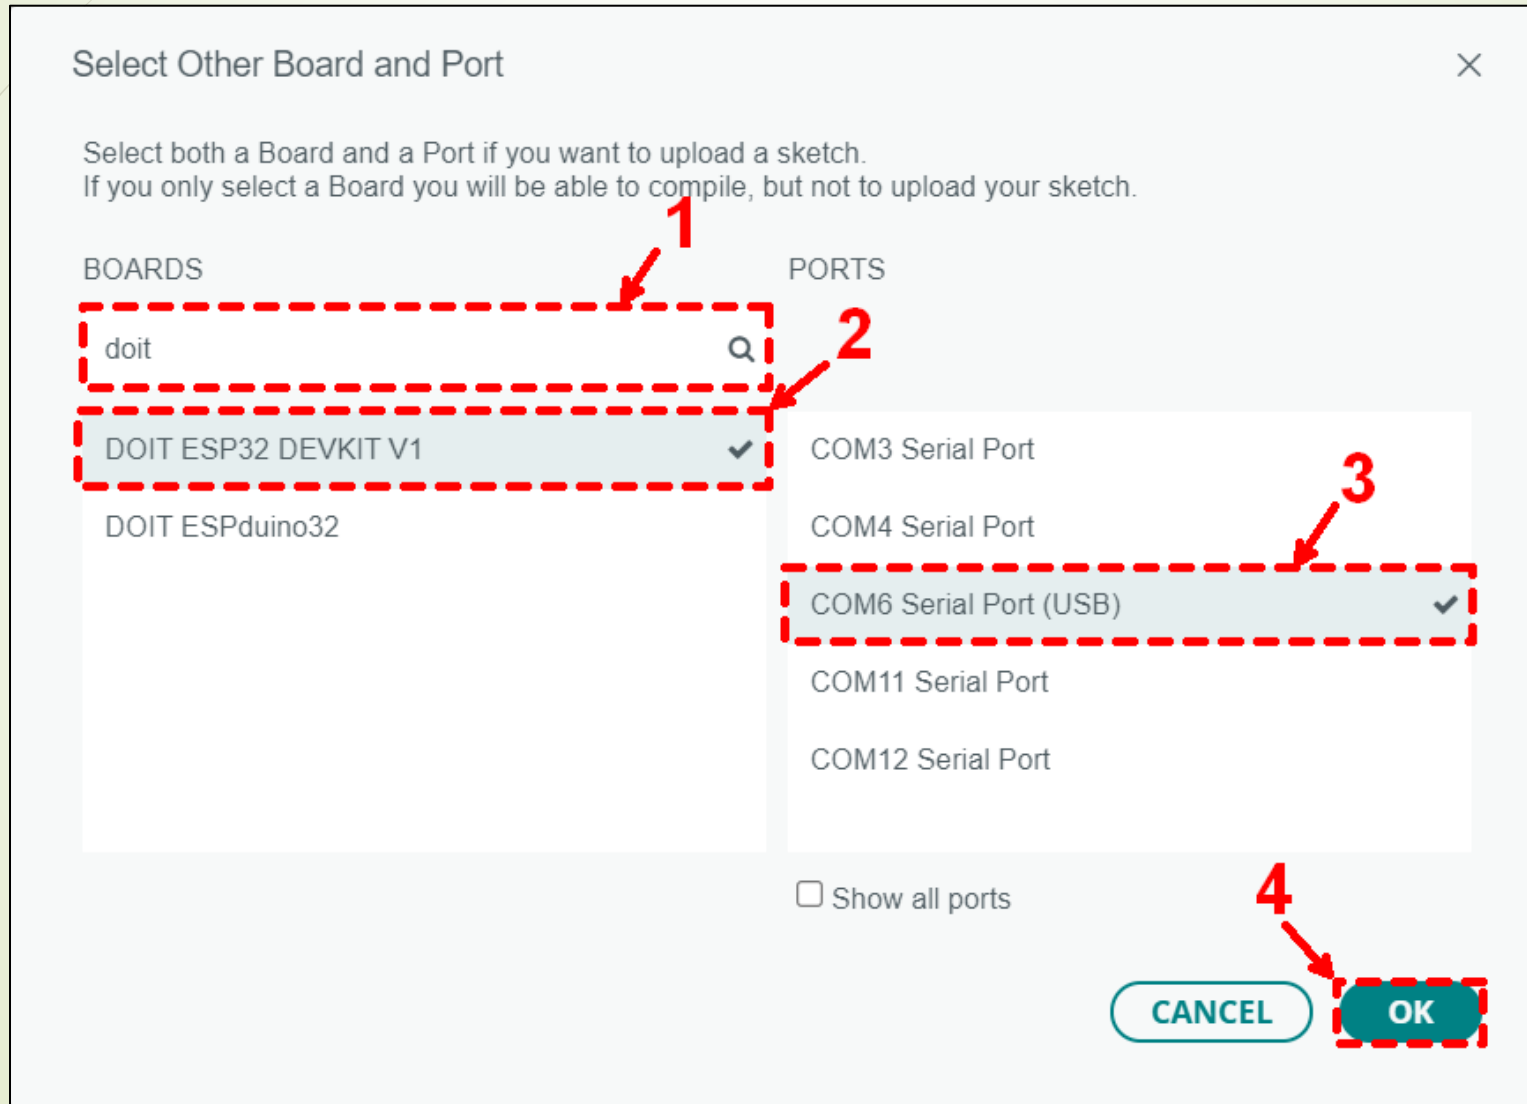 Select Other Board and Port
Select both a Board and a Port if you want to upload a sketch.
If you only select a Board you will be able to compile, but not to upload your sketch.
1
BOARDS
doit
2
DOIT ESP32 DEVKIT V1
DOIT ESPduino32
PORTS
COM3 Serial Port
3
COM4 Serial Port
COM6 Serial Port (USB)
COM11 Serial Port
COM12 Serial Port
Show all ports
4
CANCEL
OK